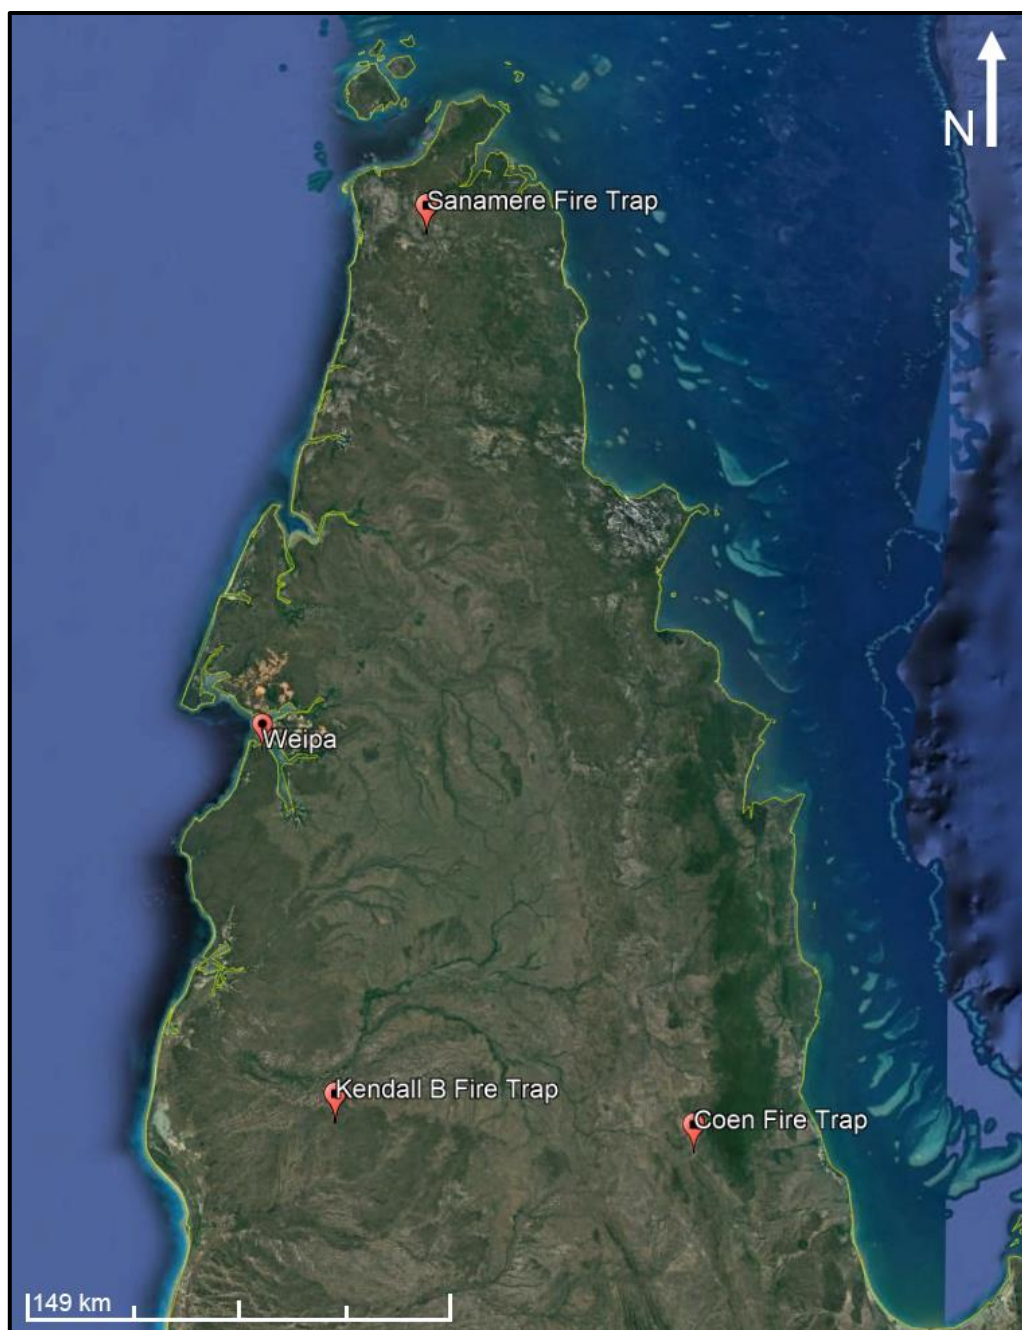 N
Sanamere Fire Trap
Weipa
Kendall B Fire Trap
Coen Fire Trap
149 km